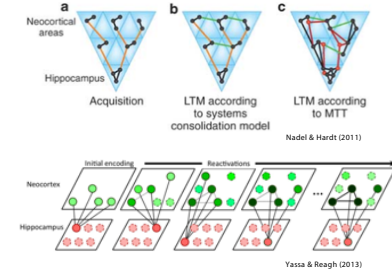 a
b
c
Neocortical
areas
Hippocampus
Acquisition
LTM according
to systems
consolidation model
LTM according
to MTT
Nadel & Hardt (2011)
Initial encoding
Reactivations
Neocortex
...
Hippocampus
Yassa & Reagh (2013)